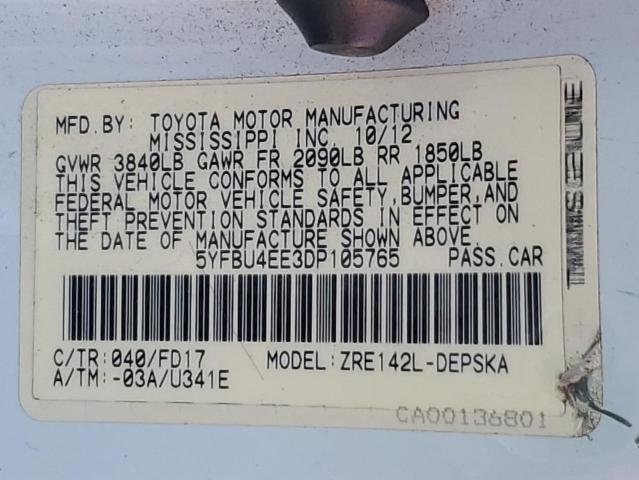 MFD.BY: TOYOTA MOTOR MANUFACTURING
MISSISSIPPI INC. 10/12
GVWR 3840LB GAWR FR 2090LB RR 1850LB
THIS VEHICLE CONFORMS TO ALL APPLICABLE
FEDERAL MOTOR VEHICLE SAFETY,BUMPER,AND
THEFT PREVENTION STANDARDS IN EFFECT ON
THE DATE OF MANUFACTURE SHOWN ABOVE.
5YFBU4EE3DP105765 PASS.CAR
C/TR:040/FD17 MODEL:ZRE142L-DEPSKA
A/TM:-03A/U341E
CA00136801